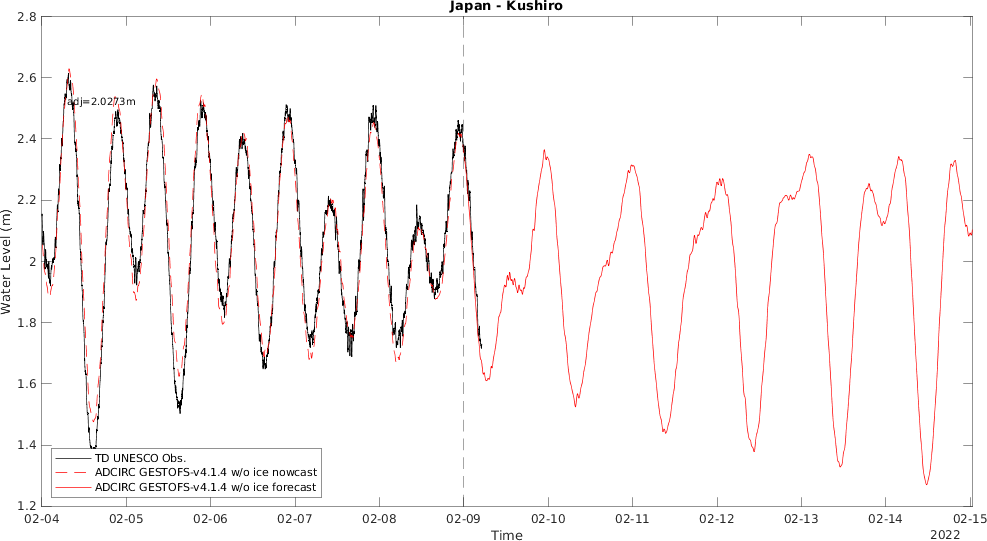 Japan - Kushiro
2.8
2.6
2.4
2.2
2
1.8
1.6
1.4
1.2
Water Level (m)
adj=2.0273m
TD UNESCO Obs.
ADCIRC GESTOFS-v4.1.4 w/o ice nowcast
ADCIRC GESTOFS-v4.1.4 w/o ice forecast
02-04 02-05 02-06 02-07 02-08 02-09 02-10 02-11 02-12 02-13 02-14 02-15
Time
2022